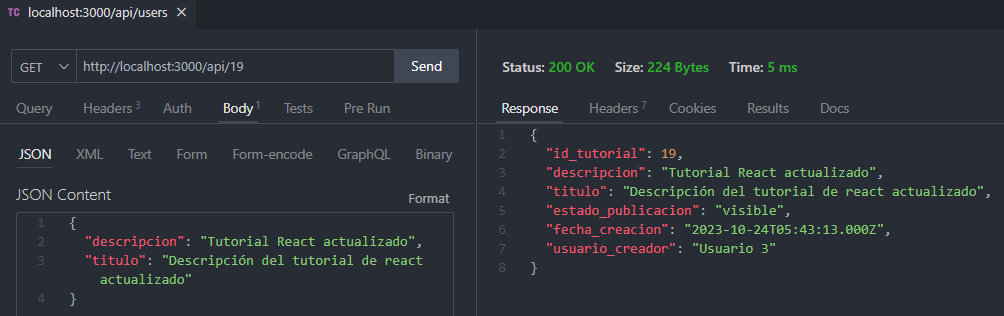 TC localhost:3000/api/users ×
GET http://localhost:3000/api/19 Send
Query Headers 3 Auth Body 1 Tests Pre Run
JSON XML Text Form Form-encode GraphQL Binary
JSON Content Format
1 {
2 "descripcion": "Tutorial React actualizado",
3 "titulo": "Descripción del tutorial de react
actualizado"
4 }
Status: 200 OK Size: 224 Bytes Time: 5 ms
Response Headers 7 Cookies Results Docs
1 {
2 "id_tutorial": 19,
3 "descripcion": "Tutorial React actualizado",
4 "titulo": "Descripción del tutorial de react actualizado",
5 "estado_publicacion": "visible",
6 "fecha_creacion": "2023-10-24T05:43:13.000Z",
7 "usuario_creador": "Usuario 3"
8 }